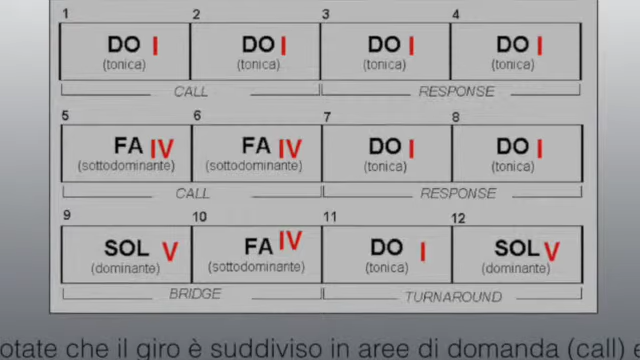 1 2 3 4
DO I DO I DO I DO I
(tonica) (tonica) (tonica) (tonica)
CALL RESPONSE
5 6 7 8
FA IV FA IV DO I DO I
(sottodominante) (sottodominante) (tonica) (tonica)
CALL RESPONSE
9 10 11 12
SOL V FA IV DO I SOL V
(dominante) (sottodominante) (tonica) (dominante)
BRIDGE TURNAROUND
otate che il giro è suddiviso in aree di domanda (call) e